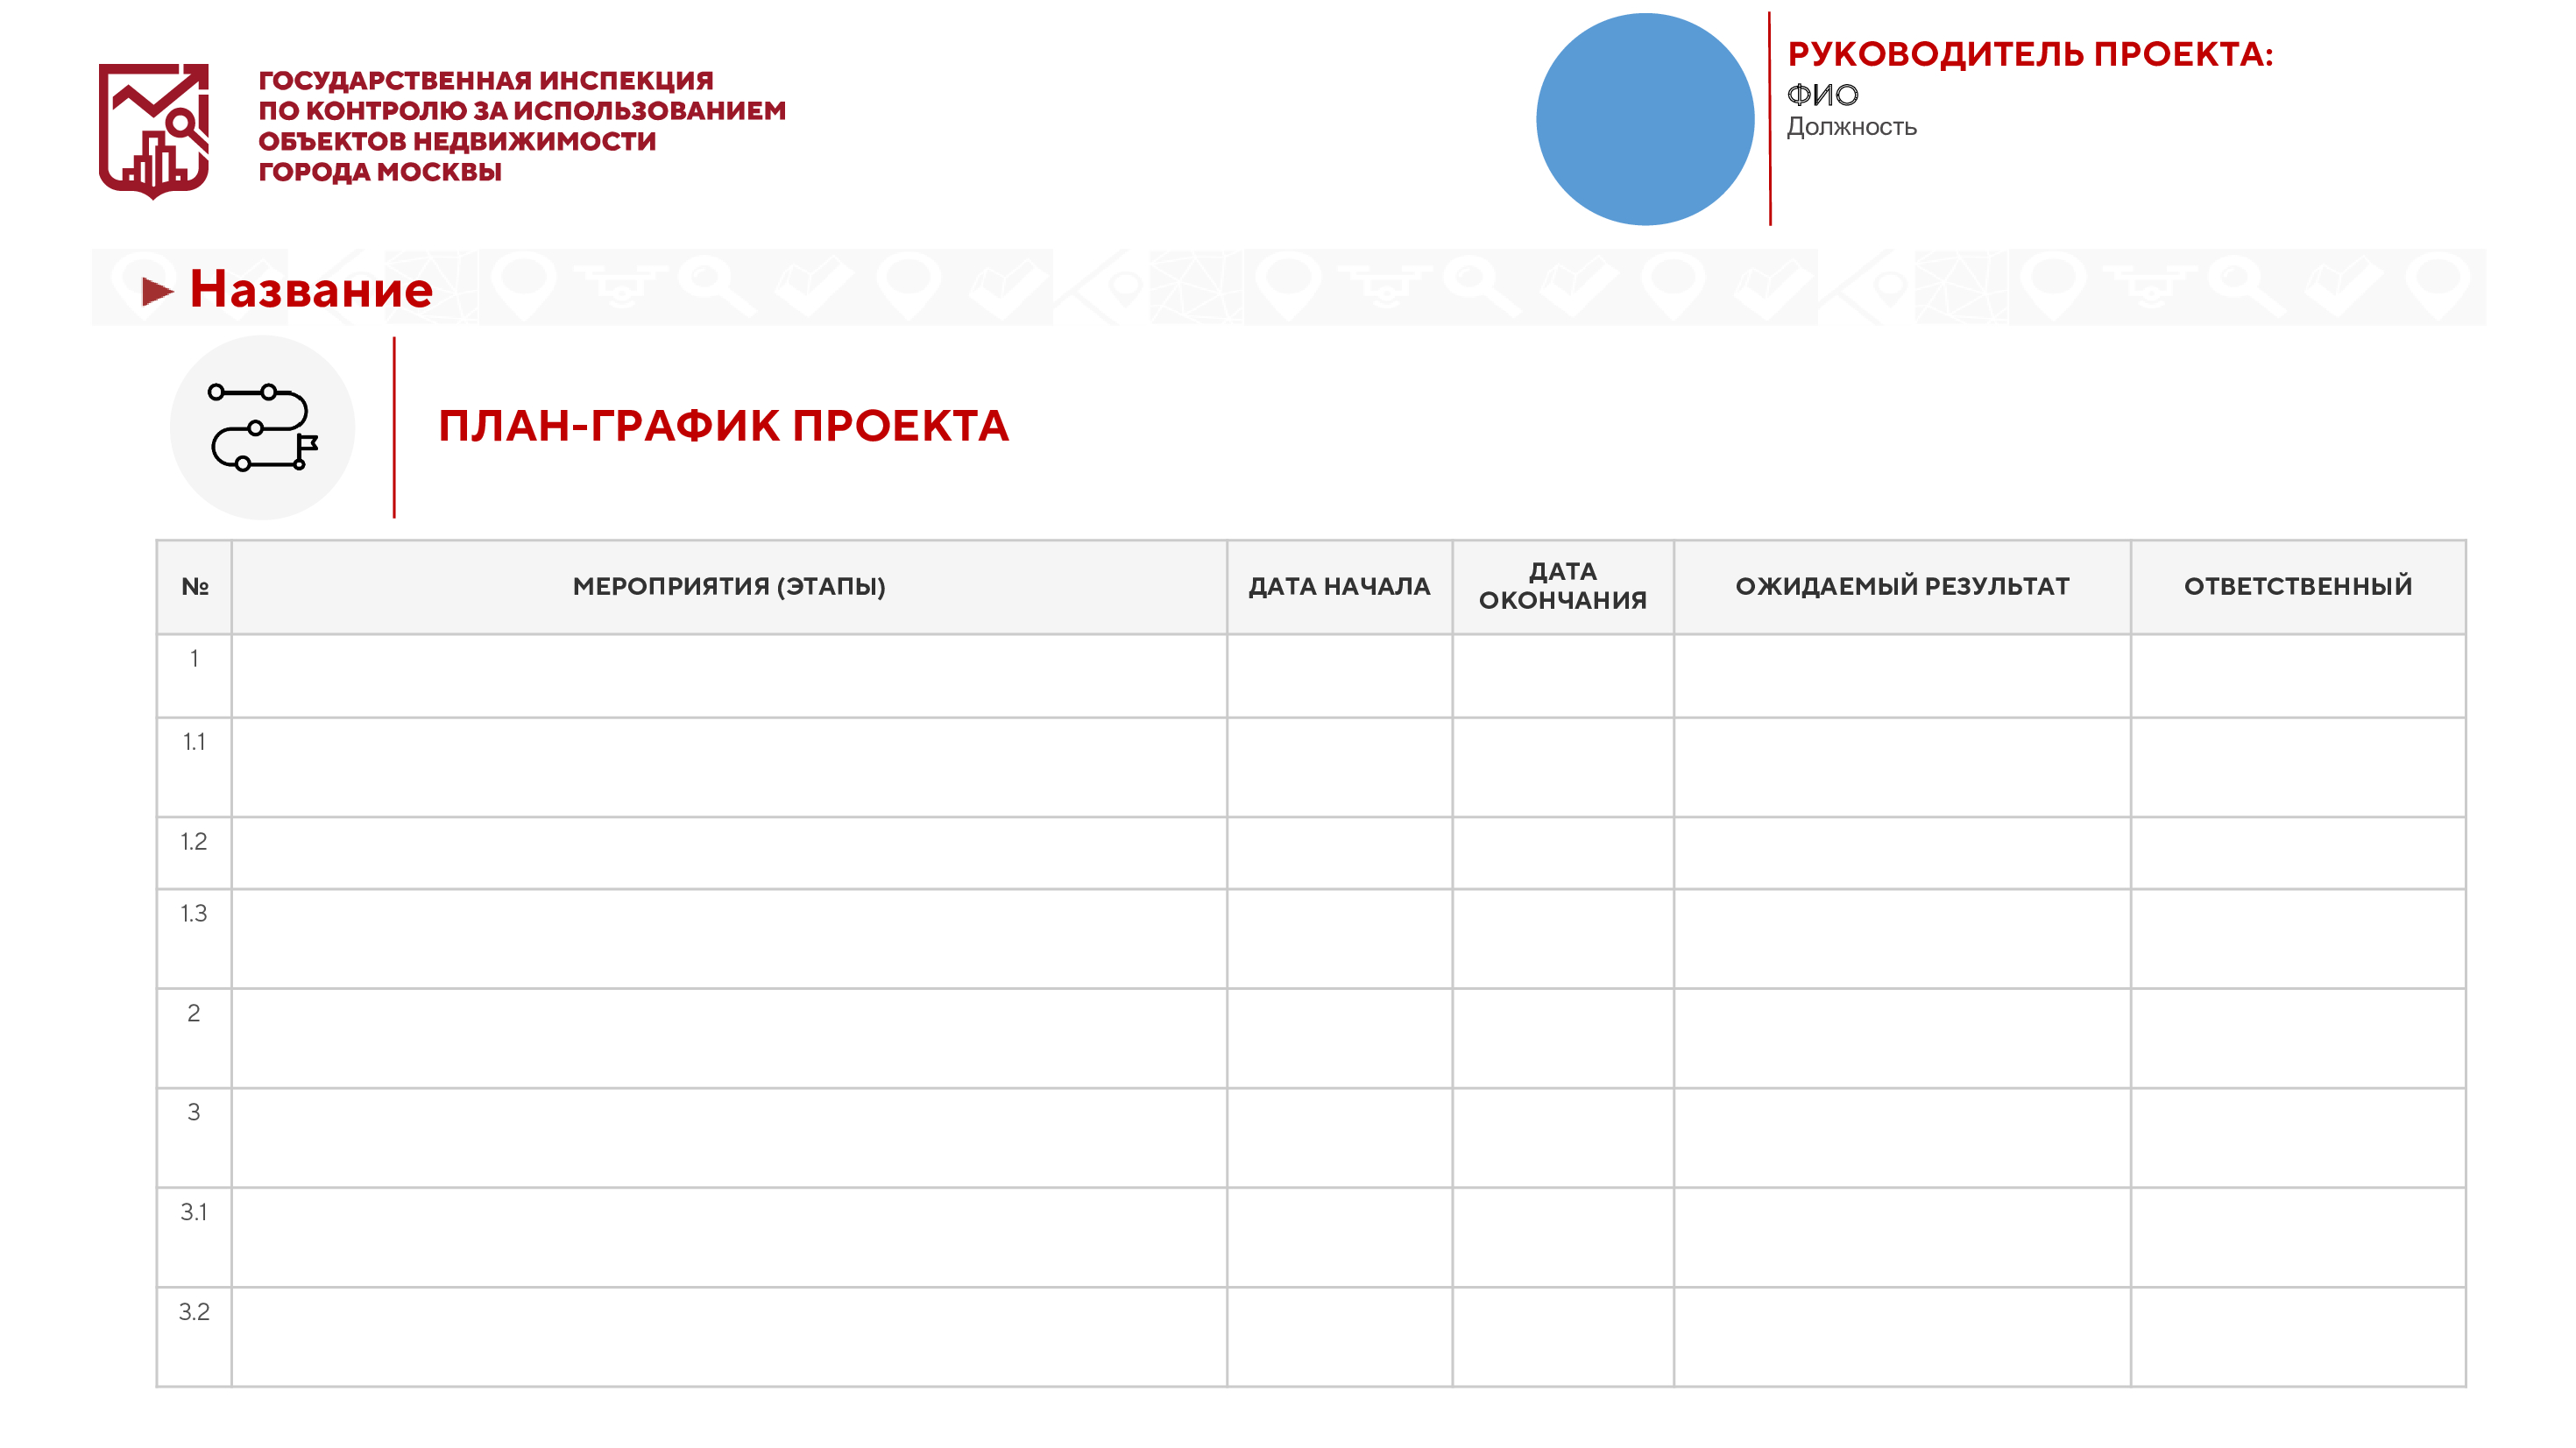 ГОСУДАРСТВЕННАЯ ИНСПЕКЦИЯ
ПО КОНТРОЛЮ ЗА ИСПОЛЬЗОВАНИЕМ
ОБЪЕКТОВ НЕДВИЖИМОСТИ
ГОРОДА МОСКВЫ
РУКОВОДИТЕЛЬ ПРОЕКТА:
ФИО
Должность
Название
ПЛАН-ГРАФИК ПРОЕКТА
№ МЕРОПРИЯТИЯ (ЭТАПЫ) ДАТА НАЧАЛА ДАТА ОКОНЧАНИЯ ОЖИДАЕМЫЙ РЕЗУЛЬТАТ ОТВЕТСТВЕННЫЙ
1
1.1
1.2
1.3
2
3
3.1
3.2